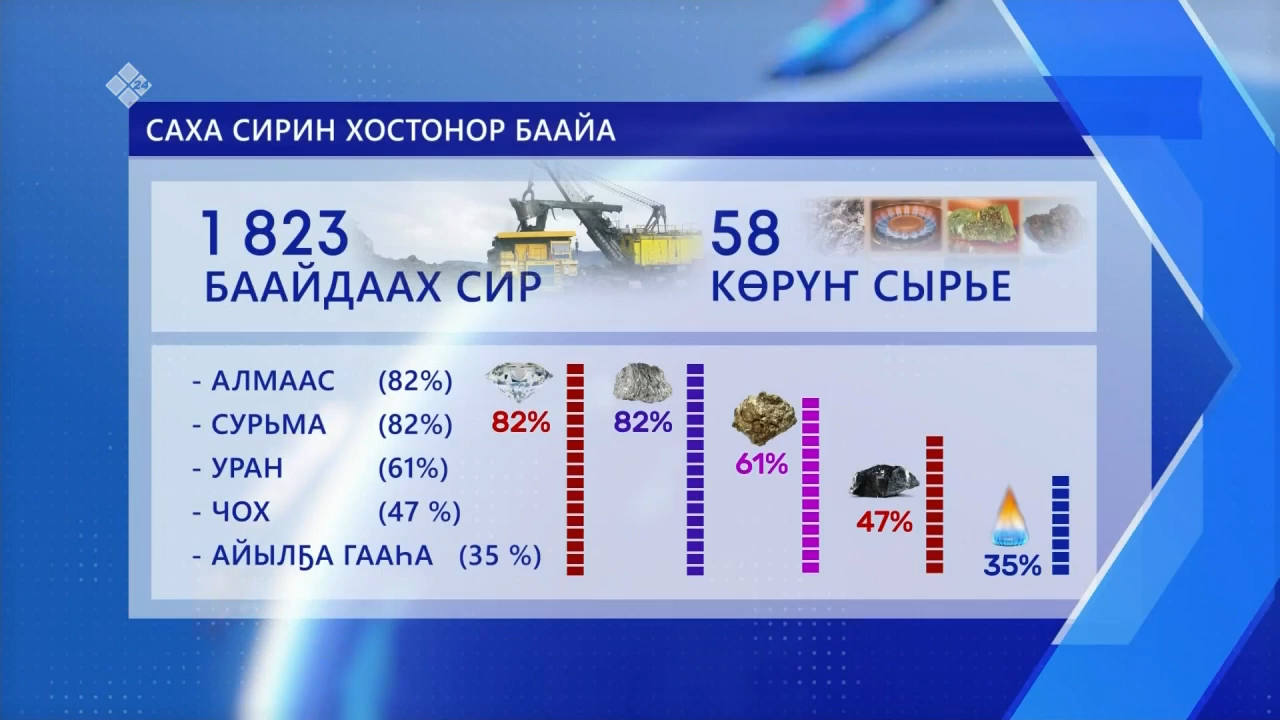 X24
САХА СИРИН ХОСТОНОР БААЙА
1 823
БААЙДААХ СИР
58
КӨРҮҤ СЫРЬЕ
- АЛМААС (82%)
- СУРЬМА (82%)
- УРАН (61%)
- ЧОХ (47 %)
- АЙЫЛҔА ГААҺА (35 %)
82%
82%
61%
47%
35%